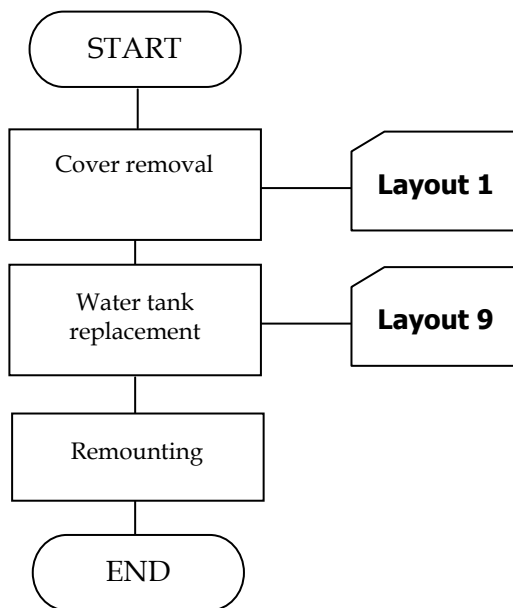 START
Cover removal
Layout 1
Water tank
replacement
Layout 9
Remounting
END